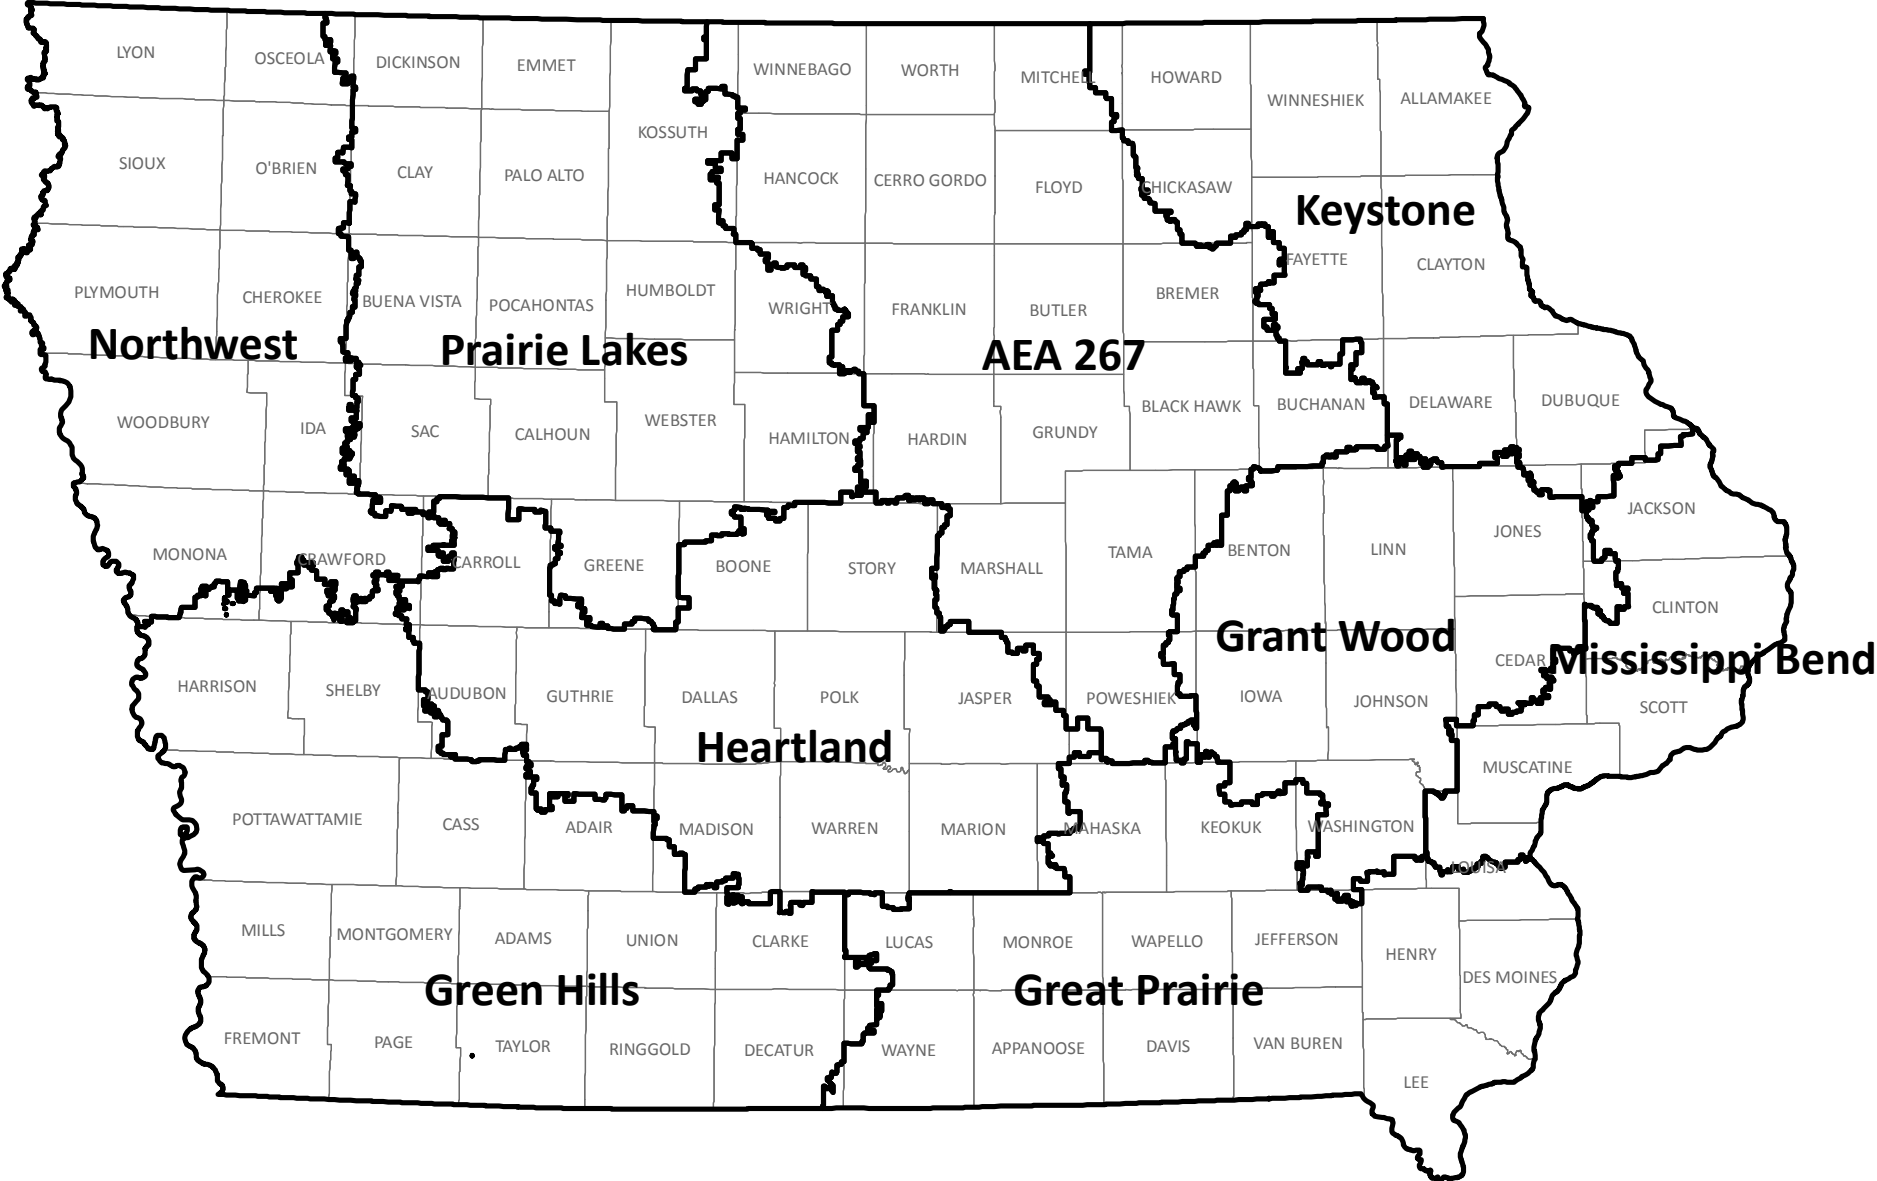 LYON
OSCEOLA
DICKINSON
EMMET
WINNEBAGO
WORTH
MITCHELL
HOWARD
WINNESHIEK
ALLAMAKEE
KOSSUTH
SIOUX
O'BRIEN
CLAY
PALO ALTO
HANCOCK
CERRO GORDO
FLOYD
CHICKASAW
Keystone
FAYETTE
CLAYTON
PLYMOUTH
CHEROKEE
BUENA VISTA
POCAHONTAS
HUMBOLDT
WRIGHT
FRANKLIN
BUTLER
BREMER
Northwest
Prairie Lakes
AEA 267
WOODBURY
IDA
SAC
CALHOUN
WEBSTER
HAMILTON
HARDIN
GRUNDY
BLACK HAWK
BUCHANAN
DELAWARE
DUBUQUE
MONONA
CRAWFORD
CARROLL
GREENE
BOONE
STORY
MARSHALL
TAMA
BENTON
LINN
JONES
JACKSON
CLINTON
Grant Wood
CEDAR
Mississippi Bend
HARRISON
SHELBY
AUDUBON
GUTHRIE
DALLAS
POLK
JASPER
POWESHIEK
IOWA
JOHNSON
SCOTT
Heartland
MUSCATINE
POTTAWATTAMIE
CASS
ADAIR
MADISON
WARREN
MARION
MAHASKA
KEOKUK
WASHINGTON
LOUISA
MILLS
MONTGOMERY
ADAMS
UNION
CLARKE
LUCAS
MONROE
WAPELLO
JEFFERSON
HENRY
DES MOINES
Green Hills
Great Prairie
FREMONT
PAGE
TAYLOR
RINGGOLD
DECATUR
WAYNE
APPANOOSE
DAVIS
VAN BUREN
LEE